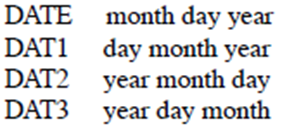 DATE month day year
DAT1 day month year
DAT2 year month day
DAT3 year day month